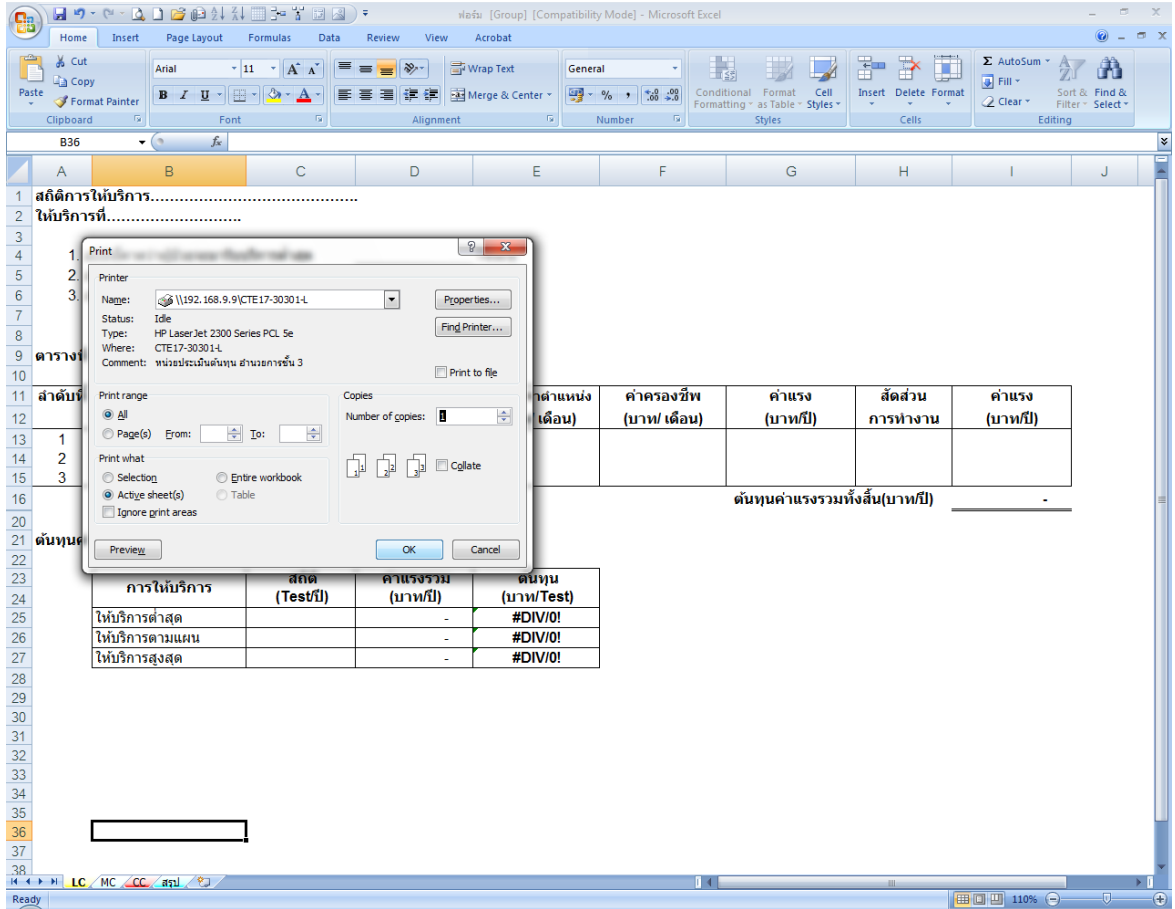 ฟอร์ม [Group] [Compatibility Mode] - Microsoft Excel
Home Insert Page Layout Formulas Data Review View Acrobat
Cut
Copy
Format Painter
Paste
Clipboard
Arial 11
B I U
Font
Wrap Text
Merge & Center
Alignment
General
% , .00
Number
Conditional Formatting
Format as Table
Cell Styles
Styles
Insert Delete Format
Cells
Σ AutoSum
Fill
Clear
Sort & Filter
Find & Select
Editing
B36 fx
A B C D E F G H I J
1 สถิติการให้บริการ...........................................
2 ให้บริการที่............................
3
4 1.
5 2.
6 3.
7
8
9 ตารางที่
10
11 ลำดับที่ ค่าครองชีพ ค่าแรง สัดส่วน ค่าแรง
12 เดือน) (บาท/ เดือน) (บาท/ปี) การทำงาน (บาท/ปี)
13 1
14 2
15 3
16 ต้นทุนค่าแรงรวมทั้งสิ้น(บาท/ปี) -
20
21 ต้นทุน
22
23 การให้บริการ สถิติ ค่าแรงรวม ต้นทุน
24 (Test/ปี) (บาท/ปี) (บาท/Test)
25 ให้บริการต่ำสุด - #DIV/0!
26 ให้บริการตามแผน - #DIV/0!
27 ให้บริการสูงสุด - #DIV/0!
28
29
30
31
32
33
34
35
36
37
38
Print
Printer
Name: \\192.168.9.9\CTE17-30301-L
Properties...
Status: Idle
Find Printer...
Type: HP LaserJet 2300 Series PCL 5e
Where: CTE17-30301-L
Comment: หน่วยประเมินต้นทุน อำนวยการชั้น 3
Print to file
Print range
All
Page(s) From: To:
Copies
Number of copies: 1
Collate
1 1 2 2 3 3
Print what
Selection Entire workbook
Active sheet(s) Table
Ignore print areas
Preview OK Cancel
LC MC CC สรุป
Ready 110%